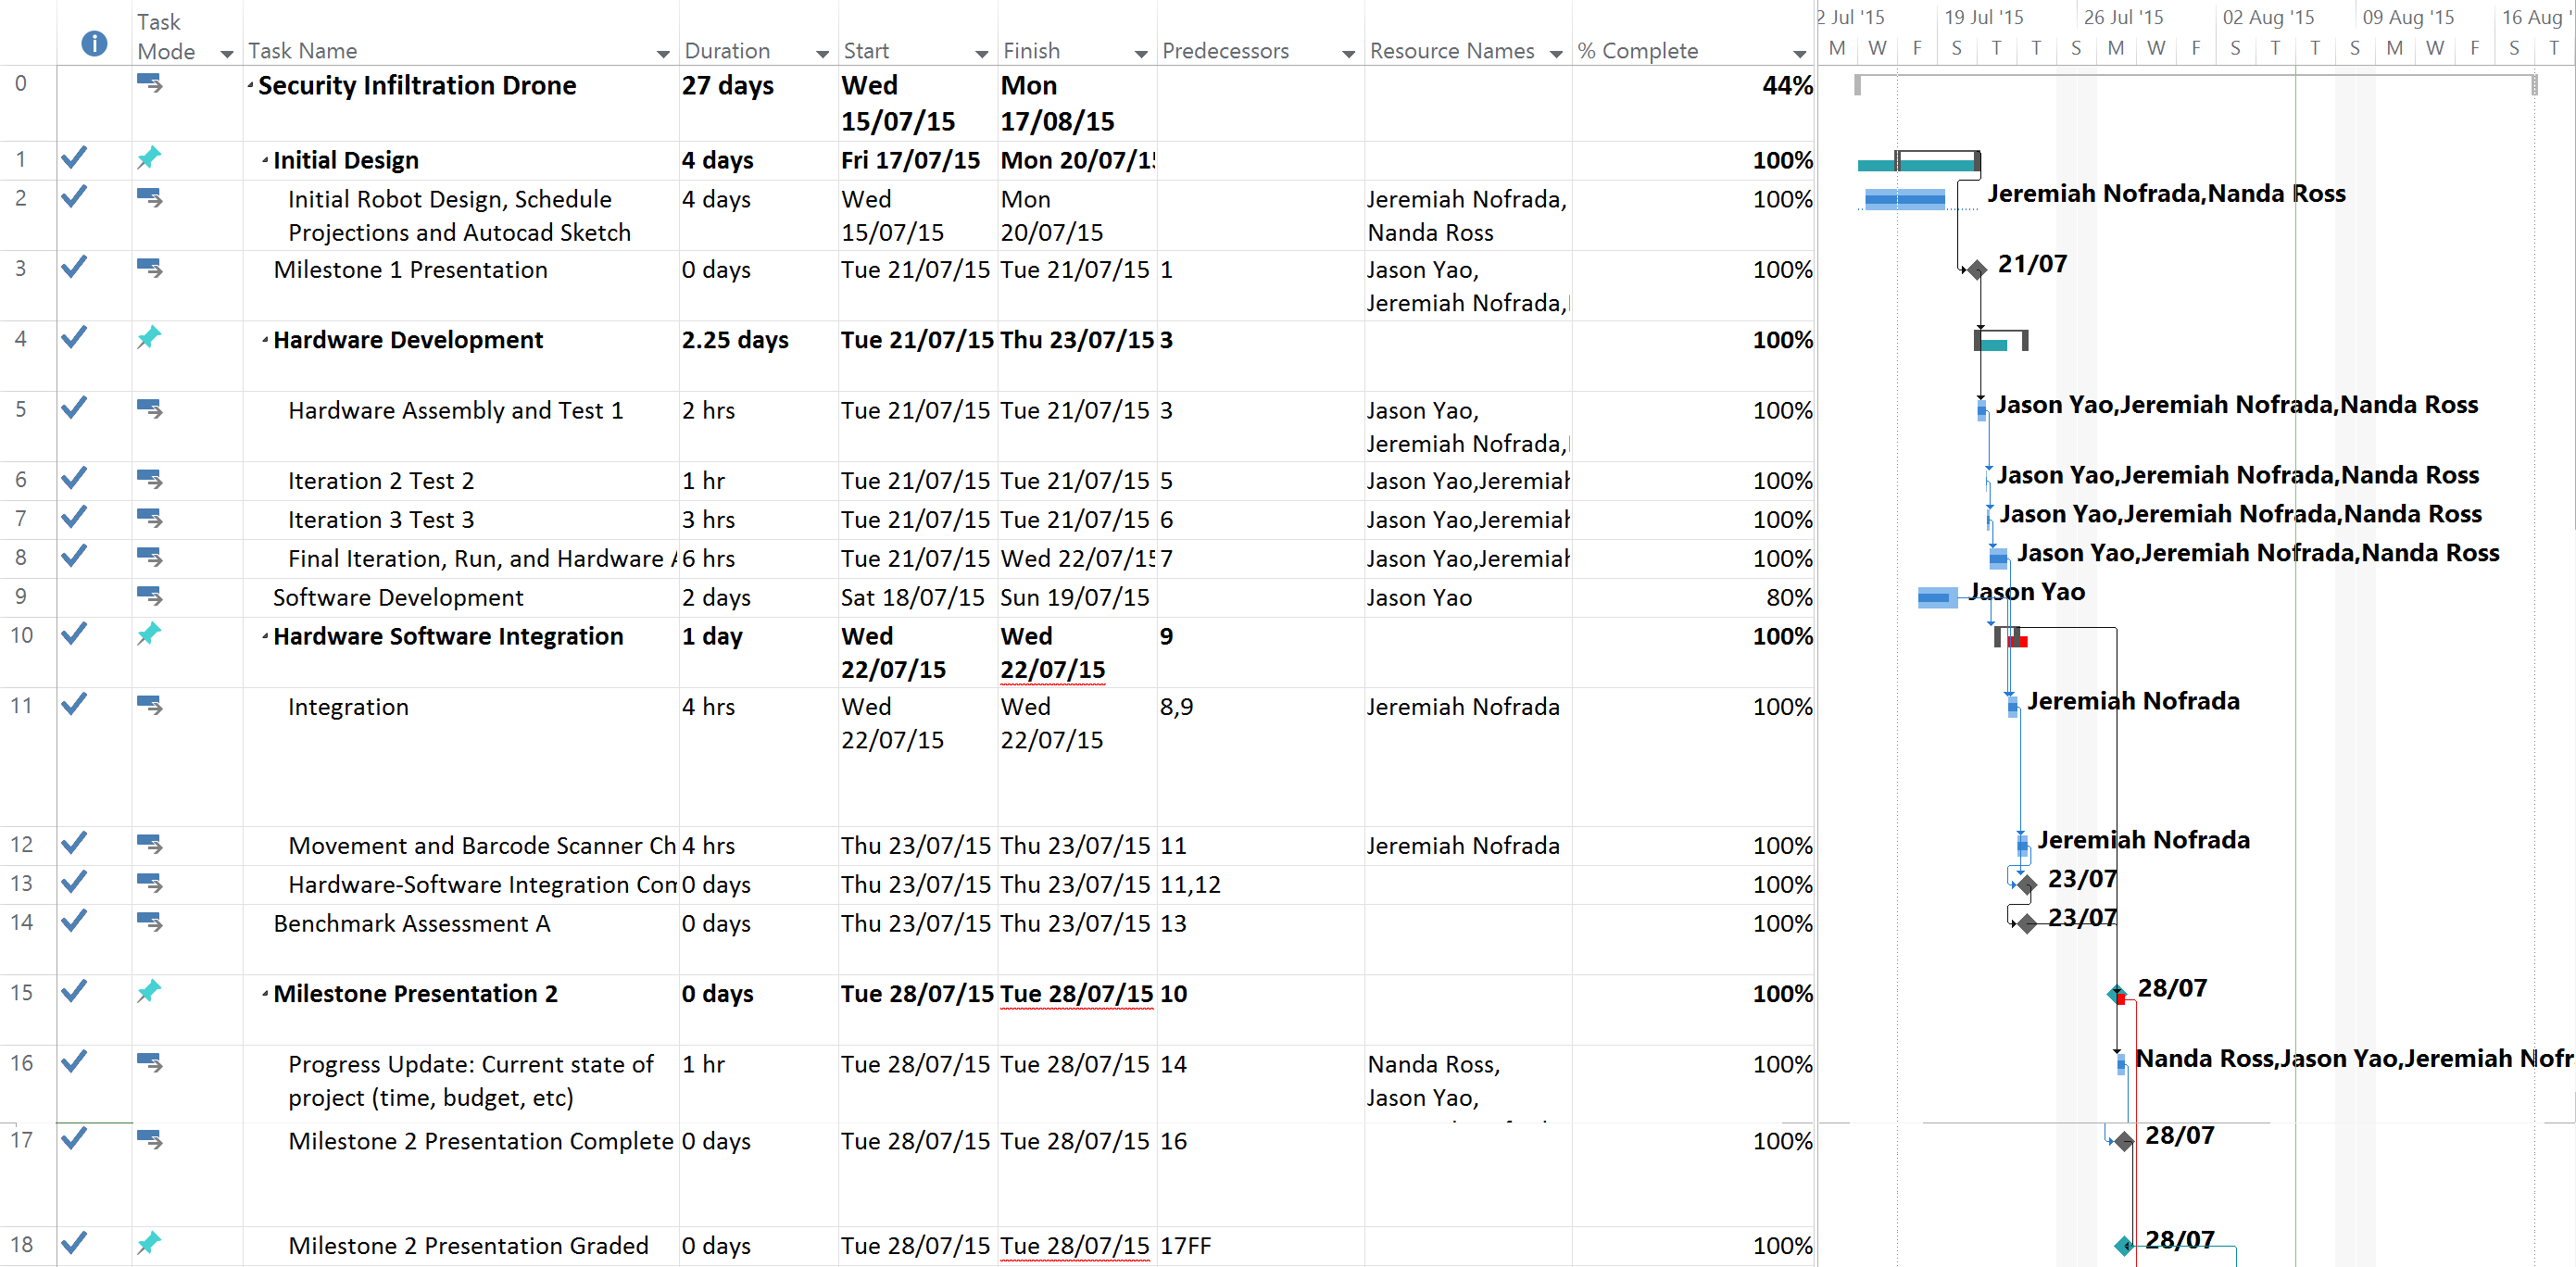 Task Mode Task Name Duration Start Finish Predecessors Resource Names % Complete
2 Jul '15 19 Jul '15 26 Jul '15 02 Aug '15 09 Aug '15 16 Aug '
M W F S T T S M W F S T T S M W F S T
0 Security Infiltration Drone 27 days Wed 15/07/15 Mon 17/08/15 44%
1 Initial Design 4 days Fri 17/07/15 Mon 20/07/15 100%
2 Initial Robot Design, Schedule Projections and Autocad Sketch 4 days Wed 15/07/15 Mon 20/07/15 Jeremiah Nofrada, Nanda Ross 100% Jeremiah Nofrada,Nanda Ross
3 Milestone 1 Presentation 0 days Tue 21/07/15 Tue 21/07/15 1 Jason Yao, Jeremiah Nofrada, 100% 21/07
4 Hardware Development 2.25 days Tue 21/07/15 Thu 23/07/15 3 100%
5 Hardware Assembly and Test 1 2 hrs Tue 21/07/15 Tue 21/07/15 3 Jason Yao, Jeremiah Nofrada, 100% Jason Yao,Jeremiah Nofrada,Nanda Ross
6 Iteration 2 Test 2 1 hr Tue 21/07/15 Tue 21/07/15 5 Jason Yao,Jeremiah 100% Jason Yao,Jeremiah Nofrada,Nanda Ross
7 Iteration 3 Test 3 3 hrs Tue 21/07/15 Tue 21/07/15 6 Jason Yao,Jeremiah 100% Jason Yao,Jeremiah Nofrada,Nanda Ross
8 Final Iteration, Run, and Hardware A 6 hrs Tue 21/07/15 Wed 22/07/15 7 Jason Yao,Jeremiah 100% Jason Yao,Jeremiah Nofrada,Nanda Ross
9 Software Development 2 days Sat 18/07/15 Sun 19/07/15 Jason Yao 80% Jason Yao
10 Hardware Software Integration 1 day Wed 22/07/15 Wed 22/07/15 9 100%
11 Integration 4 hrs Wed 22/07/15 Wed 22/07/15 8,9 Jeremiah Nofrada 100% Jeremiah Nofrada
12 Movement and Barcode Scanner Ch 4 hrs Thu 23/07/15 Thu 23/07/15 11 Jeremiah Nofrada 100% Jeremiah Nofrada
13 Hardware-Software Integration Com 0 days Thu 23/07/15 Thu 23/07/15 11,12 100% 23/07
14 Benchmark Assessment A 0 days Thu 23/07/15 Thu 23/07/15 13 100% 23/07
15 Milestone Presentation 2 0 days Tue 28/07/15 Tue 28/07/15 10 100% 28/07
16 Progress Update: Current state of project (time, budget, etc) 1 hr Tue 28/07/15 Tue 28/07/15 14 Nanda Ross, Jason Yao, 100% Nanda Ross,Jason Yao,Jeremiah Nofr
17 Milestone 2 Presentation Complete 0 days Tue 28/07/15 Tue 28/07/15 16 100% 28/07
18 Milestone 2 Presentation Graded 0 days Tue 28/07/15 Tue 28/07/15 17FF 100% 28/07